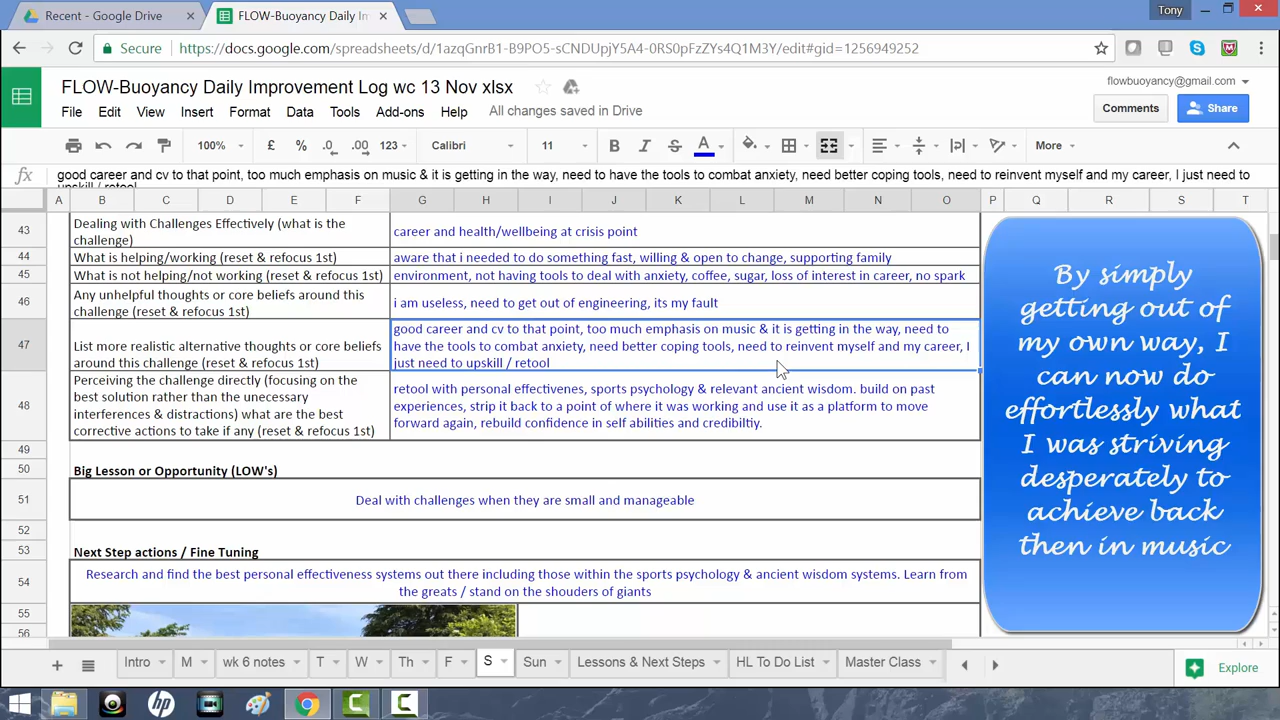 Recent - Google Drive
FLOW-Buoyancy Daily Im
Tony
Secure
https://docs.google.com/spreadsheets/d/1azqGnrB1-B9PO5-sCNDUpjY5A4-0RS0pFzZYs4Q1M3Y/edit#gid=1256949252
FLOW-Buoyancy Daily Improvement Log wc 13 Nov xlsx
flowbuoyancy@gmail.com
File Edit View Insert Format Data Tools Add-ons Help All changes saved in Drive
Comments Share
100% £ % .0 .00 123 Calibri 11 B I S A More
fx good career and cv to that point, too much emphasis on music & it is getting in the way, need to have the tools to combat anxiety, need better coping tools, need to reinvent myself and my career, I just need to
upskill / retool
A B C D E F G H I J K L M N O P Q R S T
43 Dealing with Challenges Effectively (what is the
challenge)
career and health/wellbeing at crisis point
44 What is helping/working (reset & refocus 1st) aware that i needed to do something fast, willing & open to change, supporting family
45 What is not helping/not working (reset & refocus 1st) environment, not having tools to deal with anxiety, coffee, sugar, loss of interest in career, no spark
46 Any unhelpful thoughts or core beliefs around this
challenge (reset & refocus 1st)
i am useless, need to get out of engineering, its my fault
47 List more realistic alternative thoughts or core beliefs
around this challenge (reset & refocus 1st)
good career and cv to that point, too much emphasis on music & it is getting in the way, need to
have the tools to combat anxiety, need better coping tools, need to reinvent myself and my career, I
just need to upskill / retool
48 Perceiving the challenge directly (focusing on the
best solution rather than the unecessary
interferences & distractions) what are the best
corrective actions to take if any (reset & refocus 1st)
retool with personal effectivenes, sports psychology & relevant ancient wisdom. build on past
experiences, strip it back to a point of where it was working and use it as a platform to move
forward again, rebuild confidence in self abilities and credibiltiy.
49
50 Big Lesson or Opportunity (LOW's)
51 Deal with challenges when they are small and manageable
52
53 Next Step actions / Fine Tuning
54 Research and find the best personal effectiveness systems out there including those within the sports psychology & ancient wisdom systems. Learn from
the greats / stand on the shouders of giants
55
56
By simply
getting out of
my own way, I
can now do
effortlessly what
I was striving
desperately to
achieve back
then in music
Intro M wk 6 notes T W Th F S Sun Lessons & Next Steps HL To Do List Master Class Explore